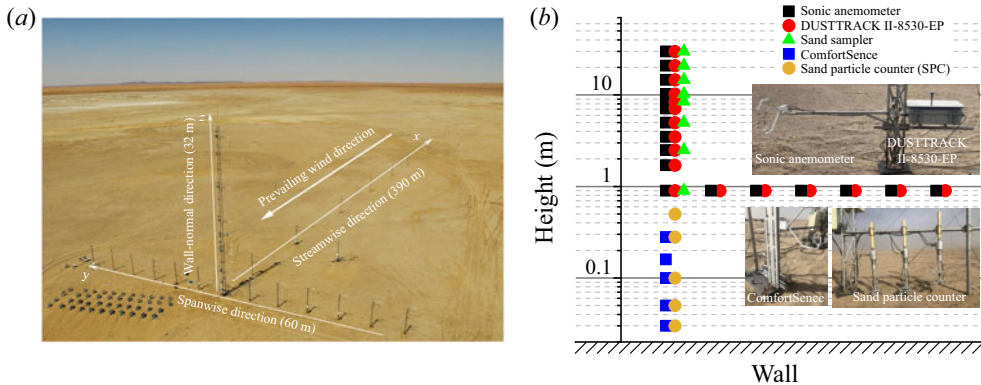 (a)
z
x
y
Wall-normal direction (32 m)
Prevailing wind direction
Streamwise direction (390 m)
Spanwise direction (60 m)
(b)
Sonic anemometer
DUSTTRACK II-8530-EP
Sand sampler
ComfortSence
Sand particle counter (SPC)
Height (m)
10
1
0.1
Sonic anemometer
DUSTTRACK
II-8530-EP
ComfortSence
Sand particle counter
Wall